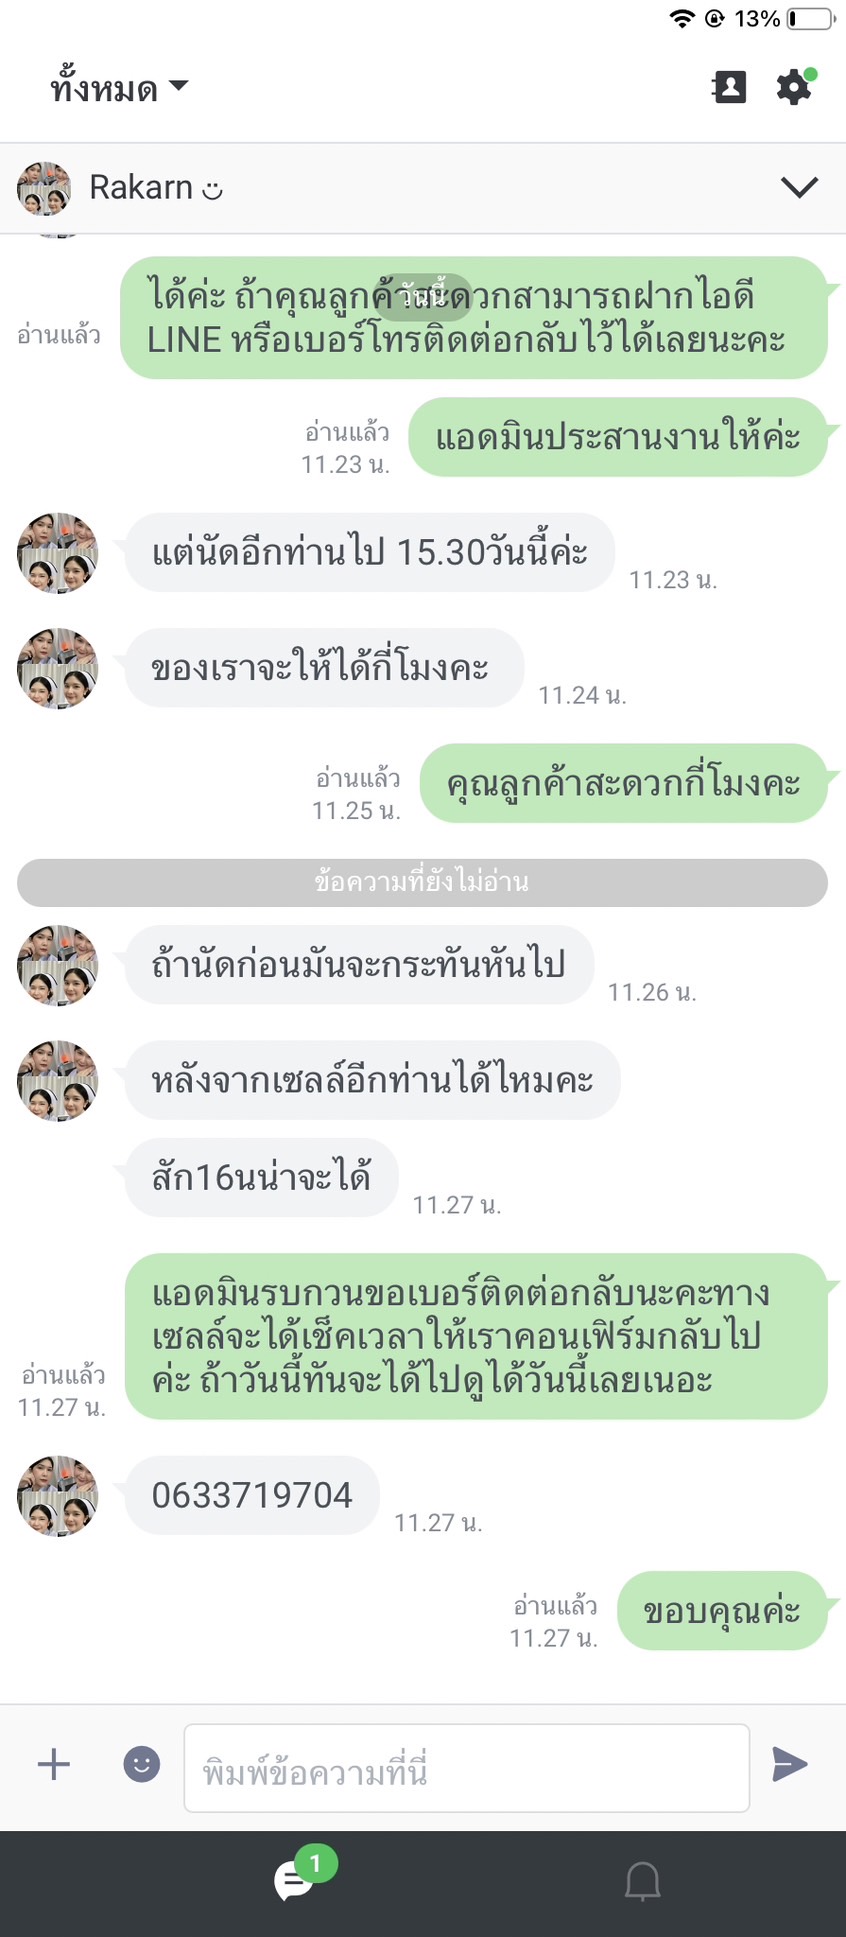 13%
ทั้งหมด
Rakarn
วันนี้
ได้ค่ะ ถ้าคุณลูกค้าสะดวกสามารถฝากไอดี
LINE หรือเบอร์โทรติดต่อกลับไว้ได้เลยนะคะ
อ่านแล้ว
แอดมินประสานงานให้ค่ะ
อ่านแล้ว
11.23 น.
แต่นัดอีกท่านไป 15.30วันนี้ค่ะ
11.23 น.
ของเราจะให้ได้กี่โมงคะ
11.24 น.
คุณลูกค้าสะดวกกี่โมงคะ
อ่านแล้ว
11.25 น.
ข้อความที่ยังไม่อ่าน
ถ้านัดก่อนมันจะกระทันหันไป
11.26 น.
หลังจากเซลล์อีกท่านได้ไหมคะ
สัก16นน่าจะได้
11.27 น.
แอดมินรบกวนขอเบอร์ติดต่อกลับนะคะทาง
เซลล์จะได้เช็คเวลาให้เราคอนเฟิร์มกลับไป
ค่ะ ถ้าวันนี้ทันจะได้ไปดูได้วันนี้เลยเนอะ
อ่านแล้ว
11.27 น.
0633719704
11.27 น.
ขอบคุณค่ะ
อ่านแล้ว
11.27 น.
พิมพ์ข้อความที่นี่
1